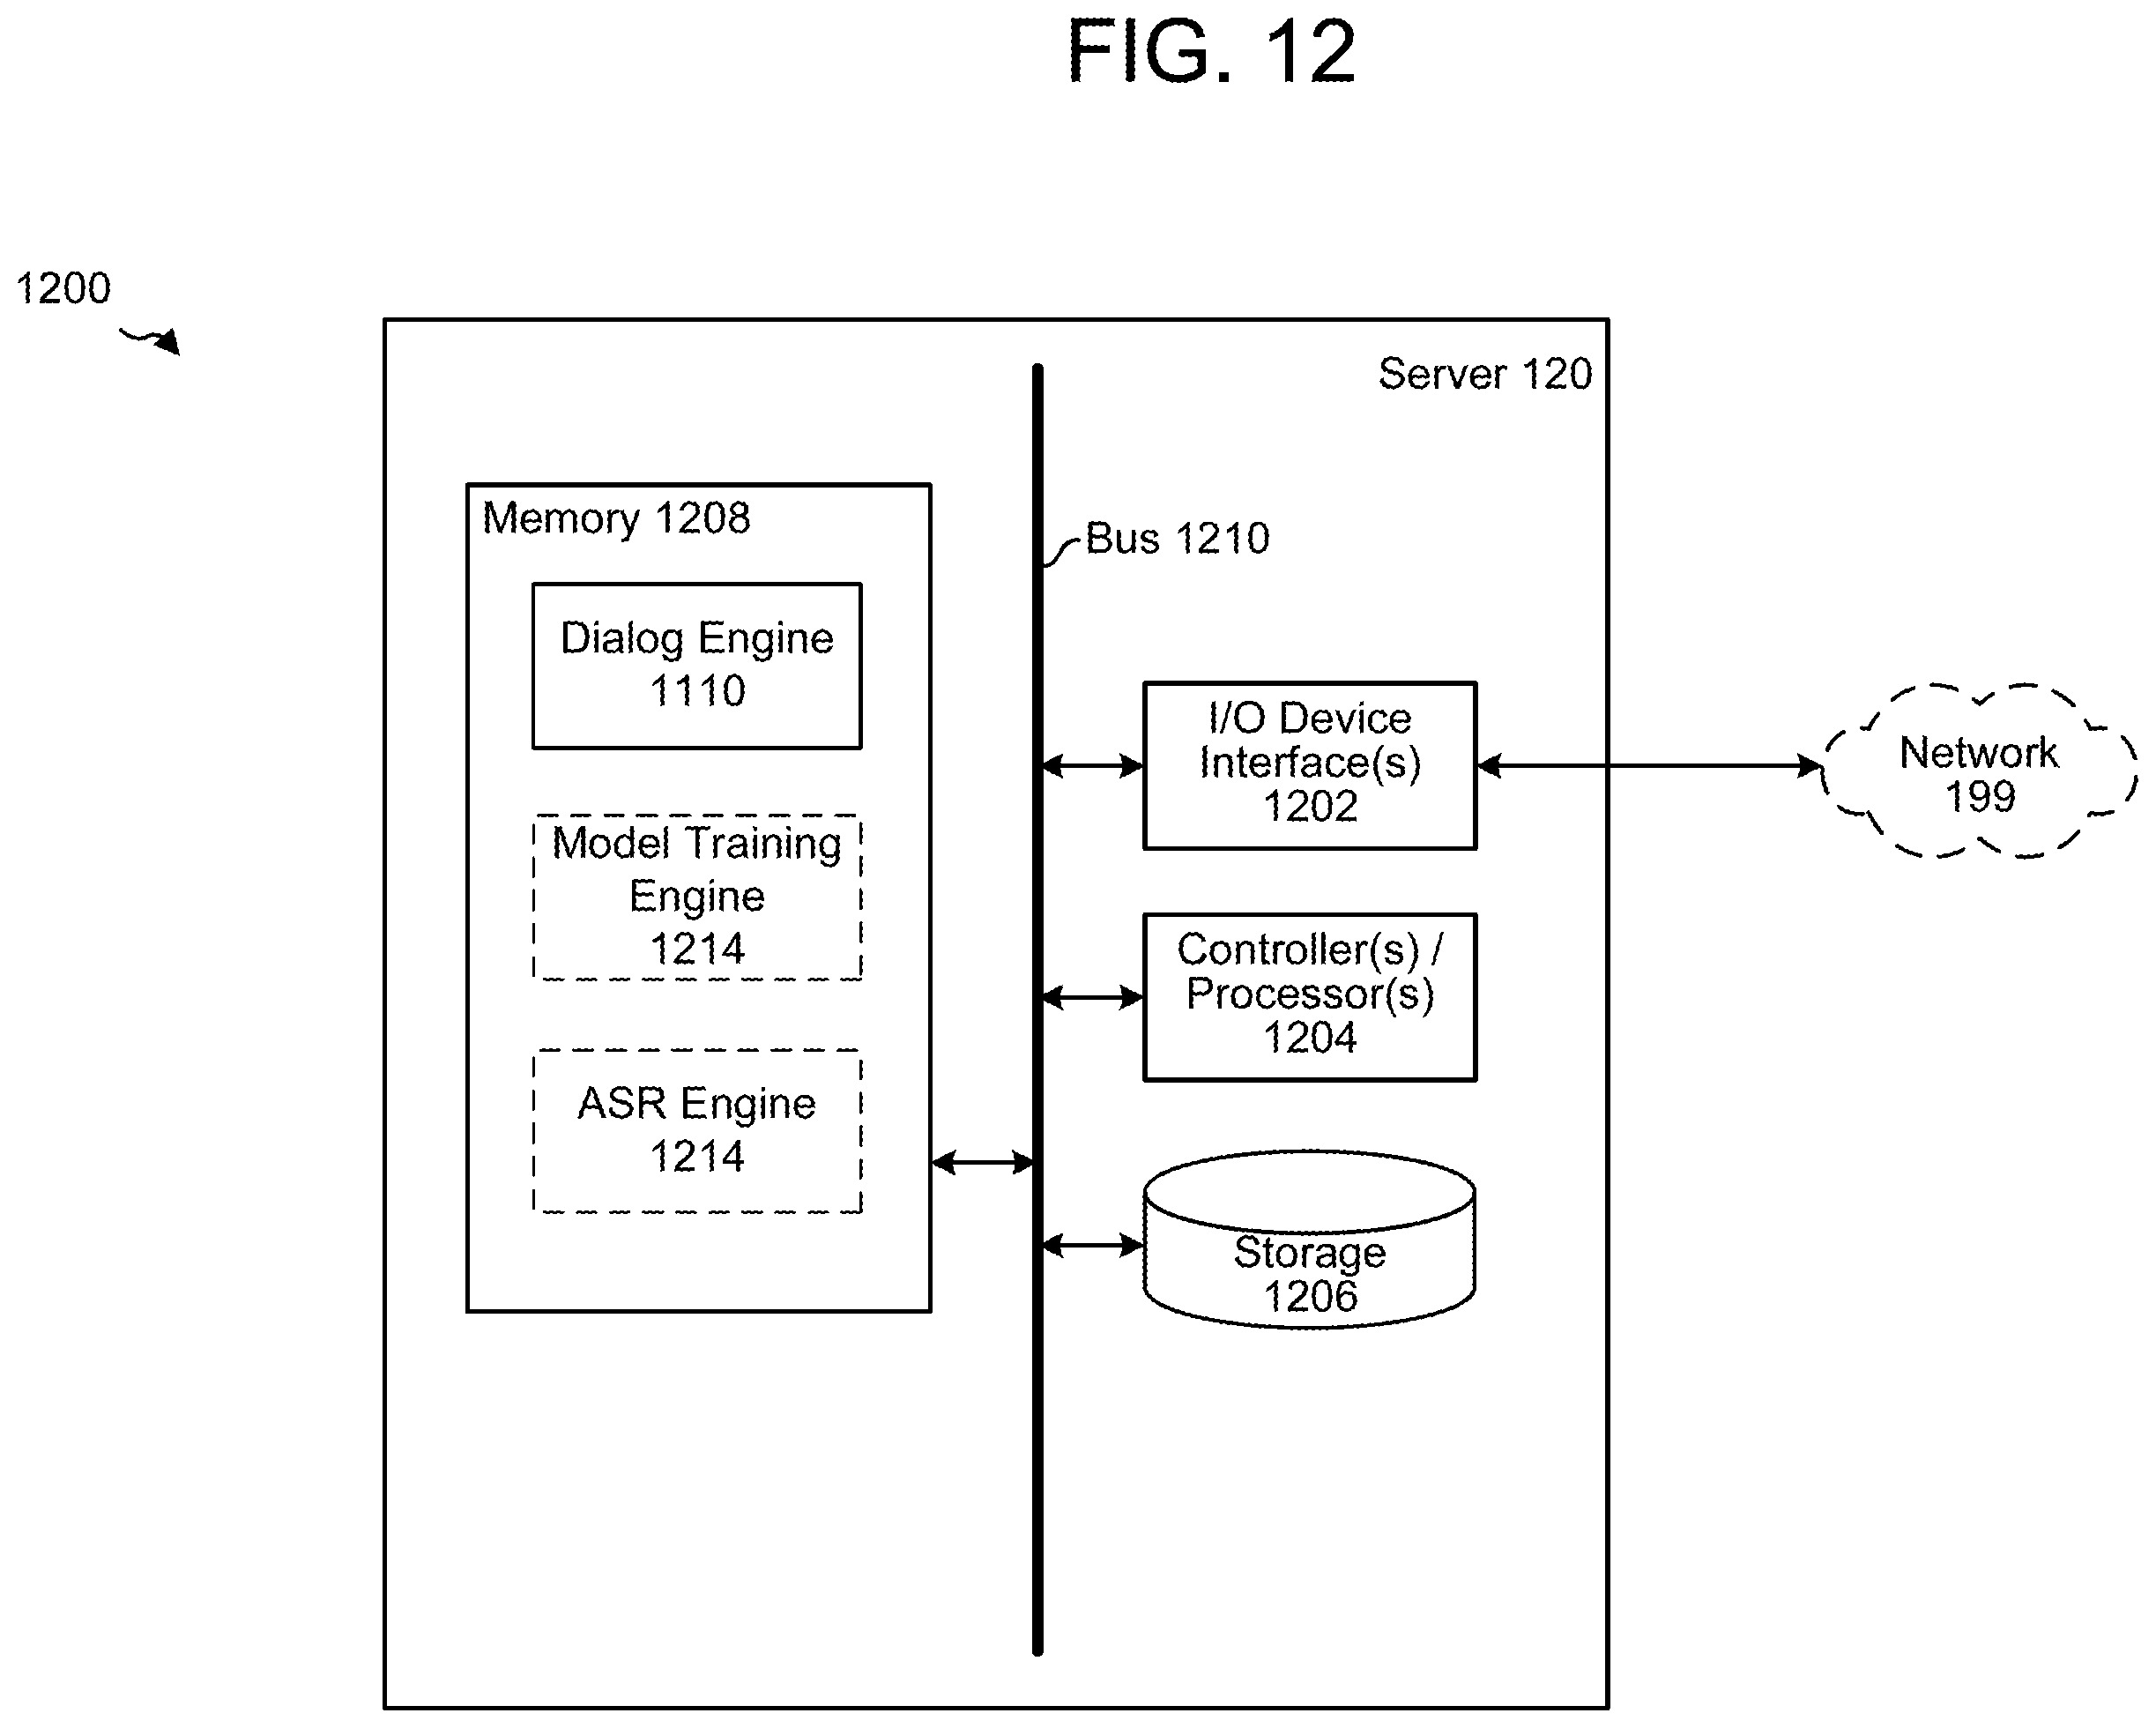 FIG. 12
1200
Server 120
Memory 1208
Bus 1210
Dialog Engine
1110
Model Training
Engine
1214
ASR Engine
1214
I/O Device
Interface(s)
1202
Controller(s) /
Processor(s)
1204
Storage
1206
Network
199